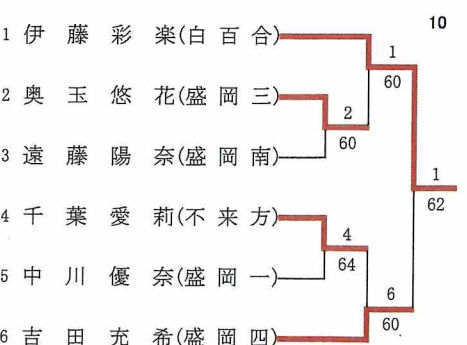 10
1 伊藤彩楽(白百合)
2 奥玉悠花(盛岡三)
3 遠藤陽奈(盛岡南)
4 千葉愛莉(不来方)
5 中川優奈(盛岡一)
6 吉田充希(盛岡四)
1
60
2
60
1
62
4
64
6
60